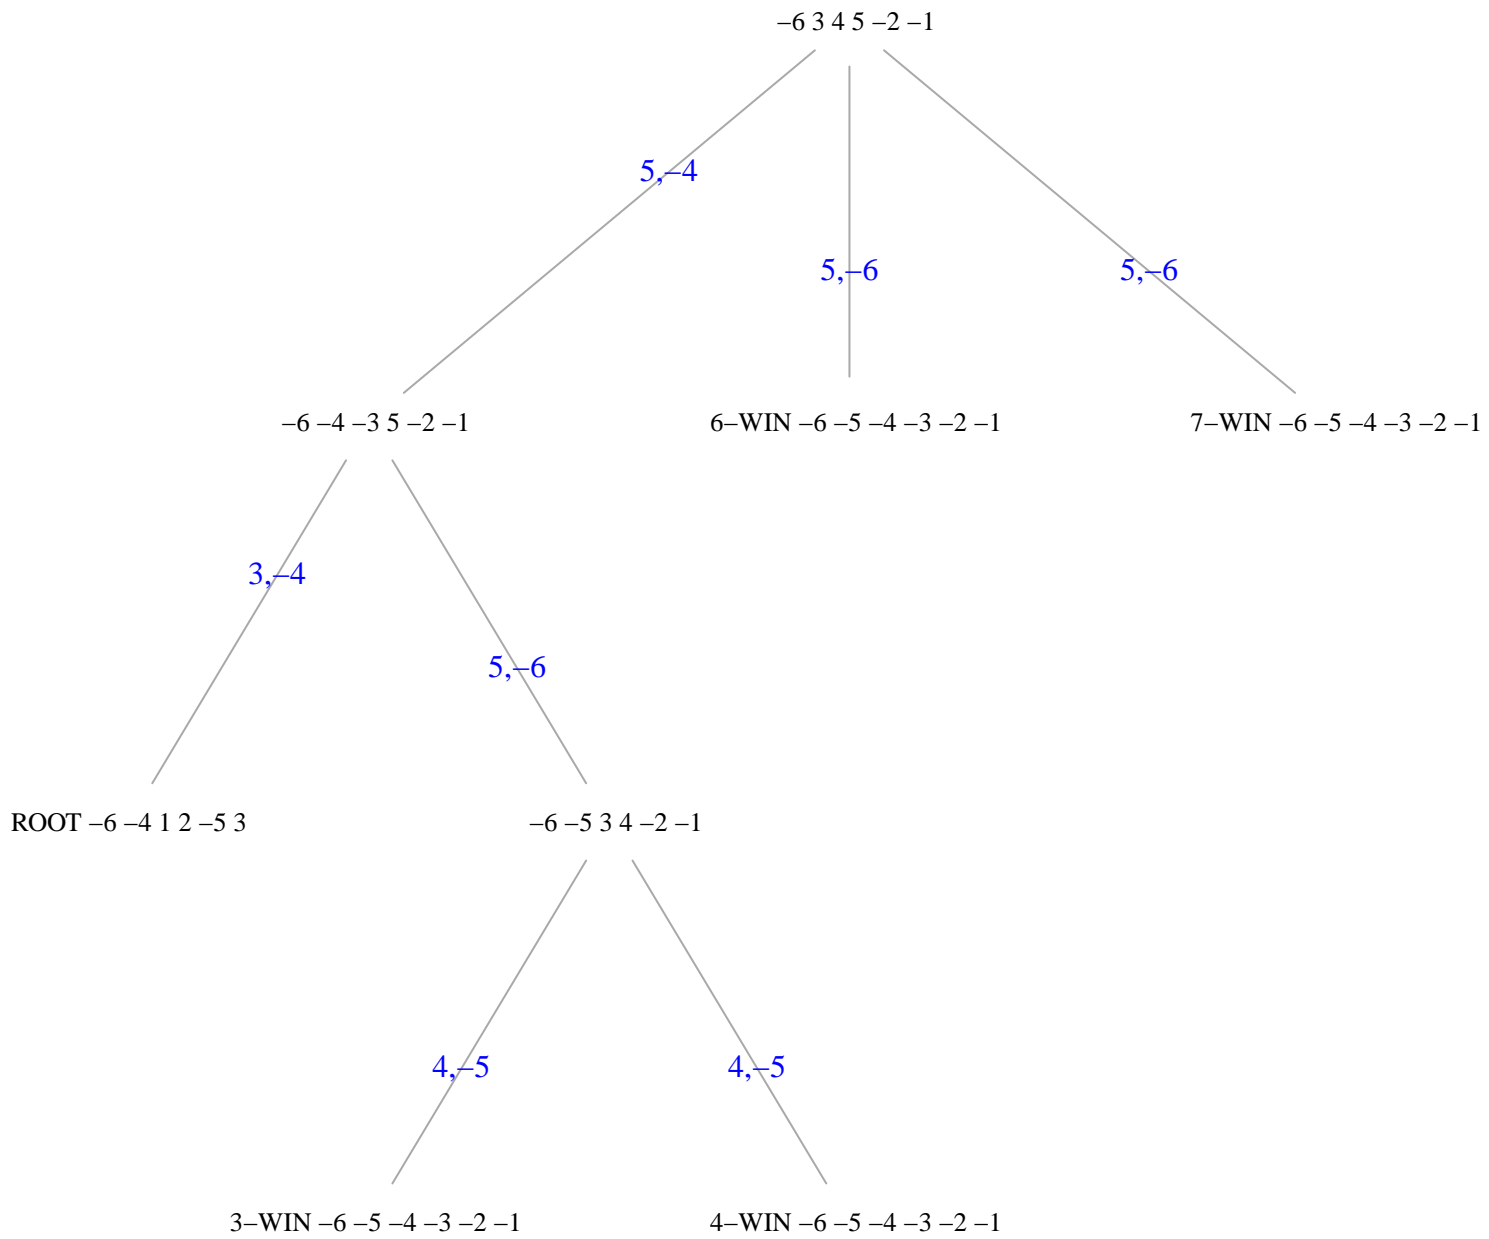 −6 3 4 5 −2 −1
5,−4
5,−6
5,−6
−6 −4 −3 5 −2 −1
6−WIN −6 −5 −4 −3 −2 −1
7−WIN −6 −5 −4 −3 −2 −1
3,−4
5,−6
ROOT −6 −4 1 2 −5 3
−6 −5 3 4 −2 −1
4,−5
4,−5
3−WIN −6 −5 −4 −3 −2 −1
4−WIN −6 −5 −4 −3 −2 −1